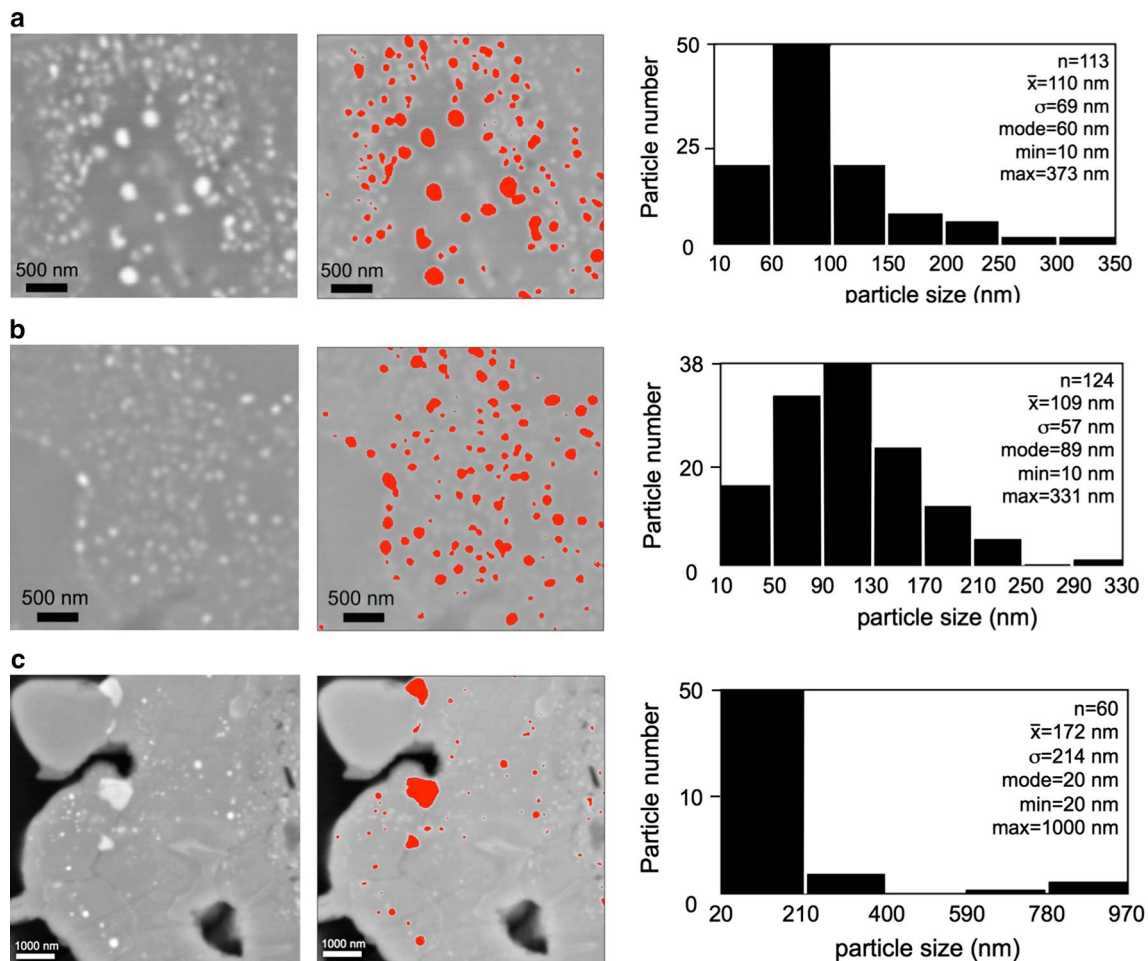 a
500 nm
500 nm
Particle number
50
25
0
n=113
x̄=110 nm
σ=69 nm
mode=60 nm
min=10 nm
max=373 nm
10 60 100 150 200 250 300 350
particle size (nm)
b
500 nm
500 nm
Particle number
38
20
0
n=124
x̄=109 nm
σ=57 nm
mode=89 nm
min=10 nm
max=331 nm
10 50 90 130 170 210 250 290 330
particle size (nm)
c
1000 nm
1000 nm
Particle number
50
10
0
n=60
x̄=172 nm
σ=214 nm
mode=20 nm
min=20 nm
max=1000 nm
20 210 400 590 780 970
particle size (nm)